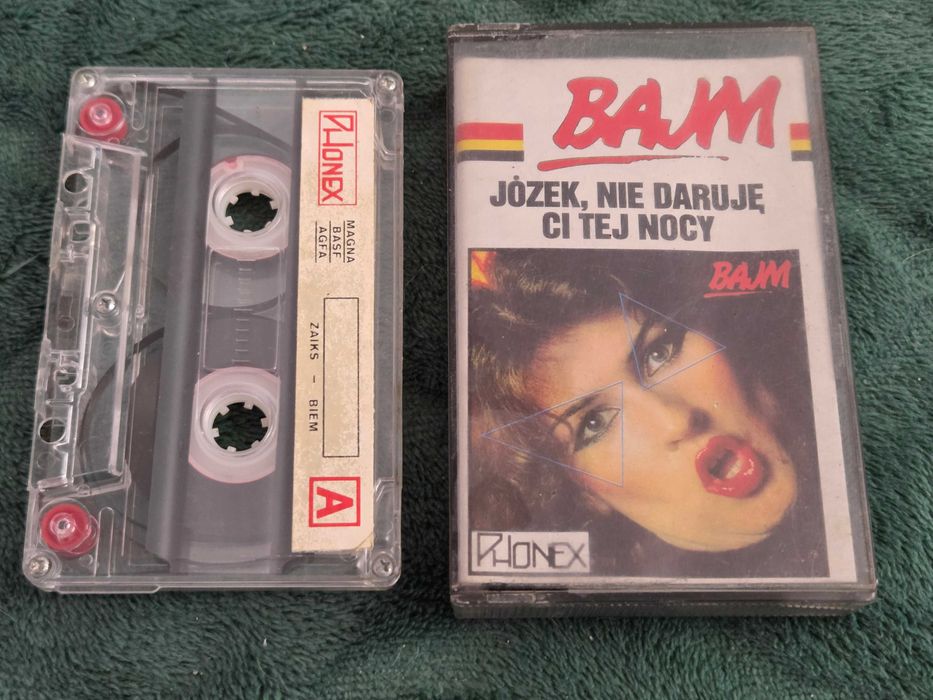 PHONEX
MAGNA
BASF
AGFA
ZAIKS – BIEM
A
BAJM
JÓZEK, NIE DARUJĘ
CI TEJ NOCY
BAJM
PHONEX